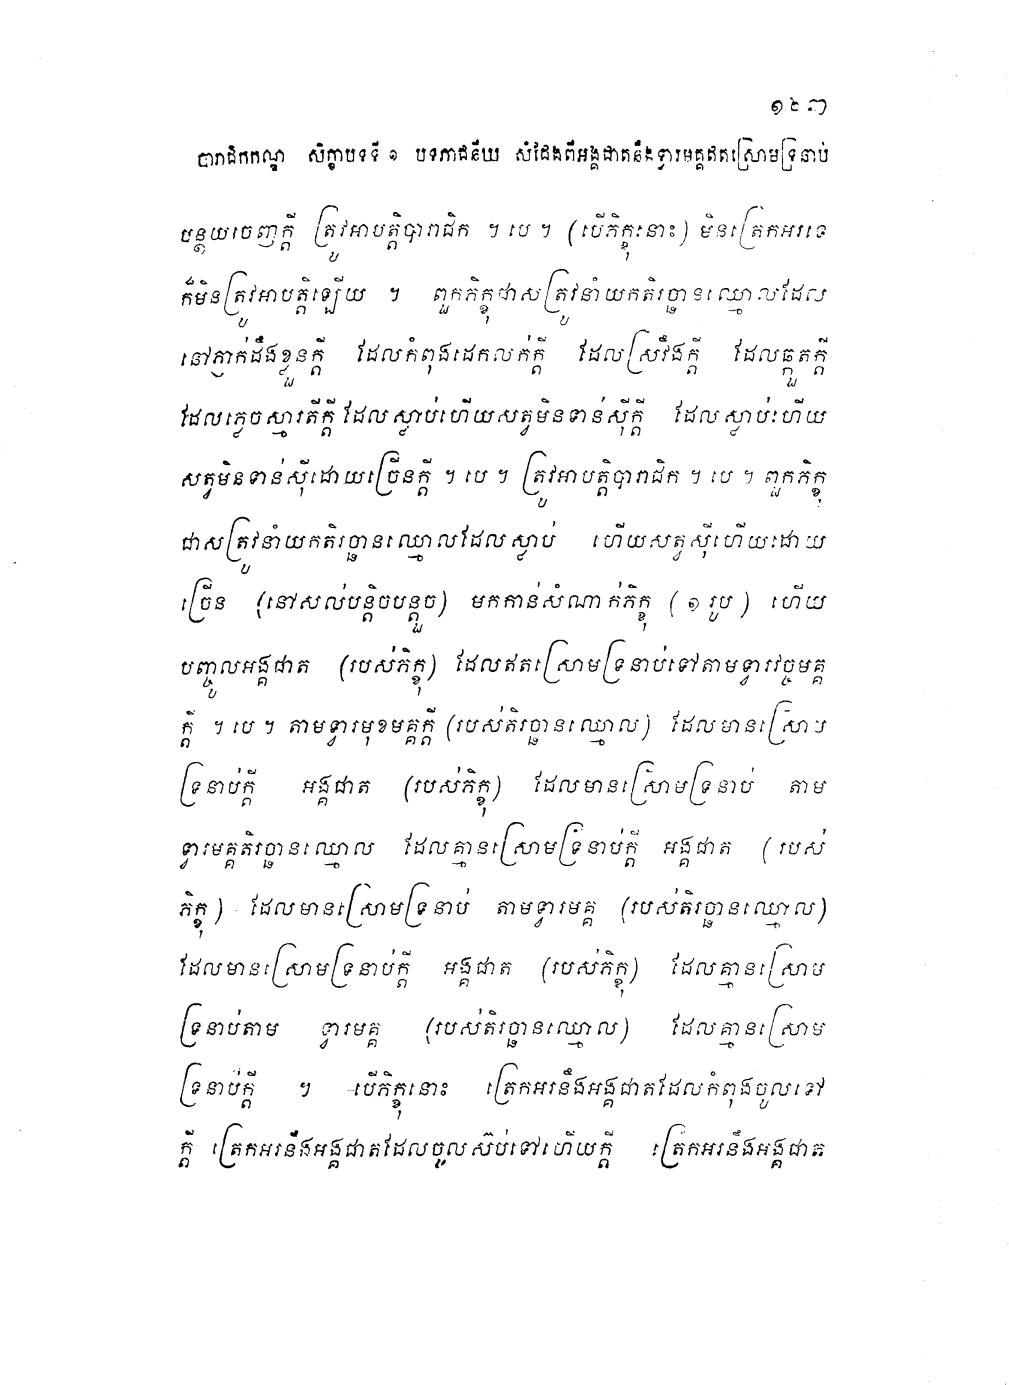 ១៦៣
បារាជិកកណ្ឌ សិក្ខាបទទី ១ បទភាជនីយ សំដែងពីអង្គជាតនឹងទ្វារមគ្គឥតស្រោមទ្រនាប់
បន្ថយចេញក្តី ត្រូវអាបត្តិបារាជិក ។ បេ ។ (បើភិក្ខុនោះ) មិនត្រេកអរទេ
ក៏មិនត្រូវអាបត្តិឡើយ ។ ពួកភិក្ខុជាសត្រូវនាំយកតិរច្ឆានឈ្មោលដែល
នៅភ្ញាក់ដឹងខ្លួនក្តី ដែលកំពុងដេកលក់ក្តី ដែលស្រវឹងក្តី ដែលឆ្កួតក្តី
ដែលភ្លេចស្មារតីក្តី ដែលស្លាប់ហើយសត្វមិនទាន់ស៊ីក្តី ដែលស្លាប់ហើយ
សត្វមិនទាន់ស៊ីដោយច្រើនក្តី ។ បេ ។ ត្រូវអាបត្តិបារាជិក ។ បេ ។ ពួកភិក្ខុ
ជាសត្រូវនាំយកតិរច្ឆានឈ្មោលដែលស្លាប់ ហើយសត្វស៊ីហើយដោយ
ច្រើន (នៅសល់បន្តិចបន្តួច) មកកាន់សំណាក់ភិក្ខុ (១ រូប) ហើយ
បញ្ចូលអង្គជាត (របស់ភិក្ខុ) ដែលឥតស្រោមទ្រនាប់ទៅតាមទ្វារវច្ចមគ្គ
ក្តី ។ បេ ។ តាមទ្វារមុខមគ្គក្តី (របស់តិរច្ឆានឈ្មោល) ដែលមានស្រោម
ទ្រនាប់ក្តី អង្គជាត (របស់ភិក្ខុ) ដែលមានស្រោមទ្រនាប់ តាម
ទ្វារមគ្គតិរច្ឆានឈ្មោល ដែលគ្មានស្រោមទ្រនាប់ក្តី អង្គជាត (របស់
ភិក្ខុ) ដែលមានស្រោមទ្រនាប់ តាមទ្វារមគ្គ (របស់តិរច្ឆានឈ្មោល)
ដែលមានស្រោមទ្រនាប់ក្តី អង្គជាត (របស់ភិក្ខុ) ដែលគ្មានស្រោម
ទ្រនាប់តាម ទ្វារមគ្គ (របស់តិរច្ឆានឈ្មោល) ដែលគ្មានស្រោម
ទ្រនាប់ក្តី ។ បើភិក្ខុនោះ ត្រេកអរនឹងអង្គជាតដែលកំពុងចូលទៅ
ក្តី ត្រេកអរនឹងអង្គជាតដែលចូលស៊ប់ទៅហើយក្តី ត្រេកអរនឹងអង្គជាត